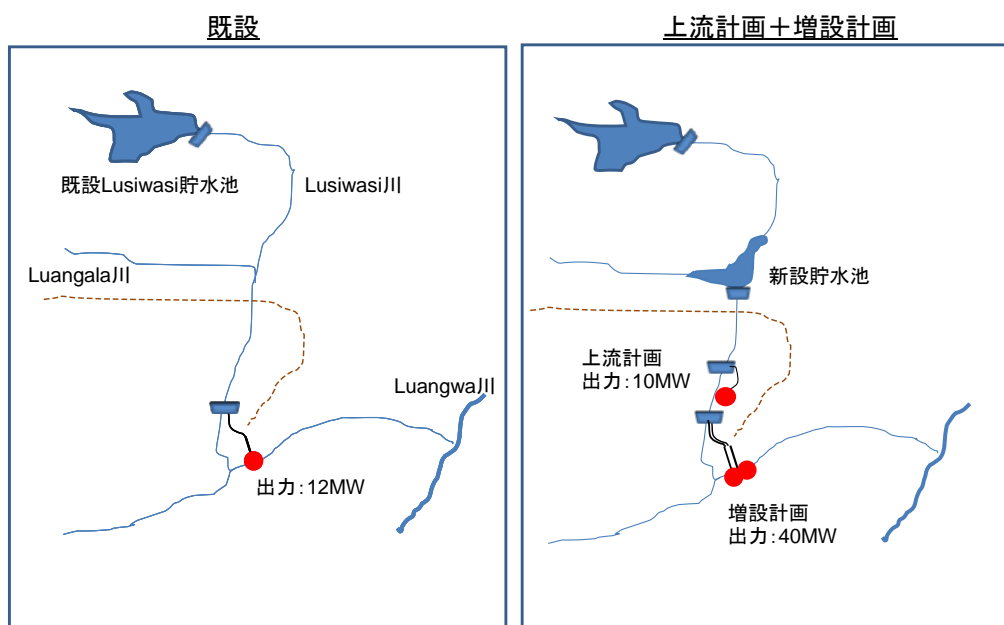 既設
既設Lusiwasi貯水池
Lusiwasi川
Luangala川
Luangwa川
出力:12MW
上流計画+増設計画
新設貯水池
上流計画
出力:10MW
増設計画
出力:40MW